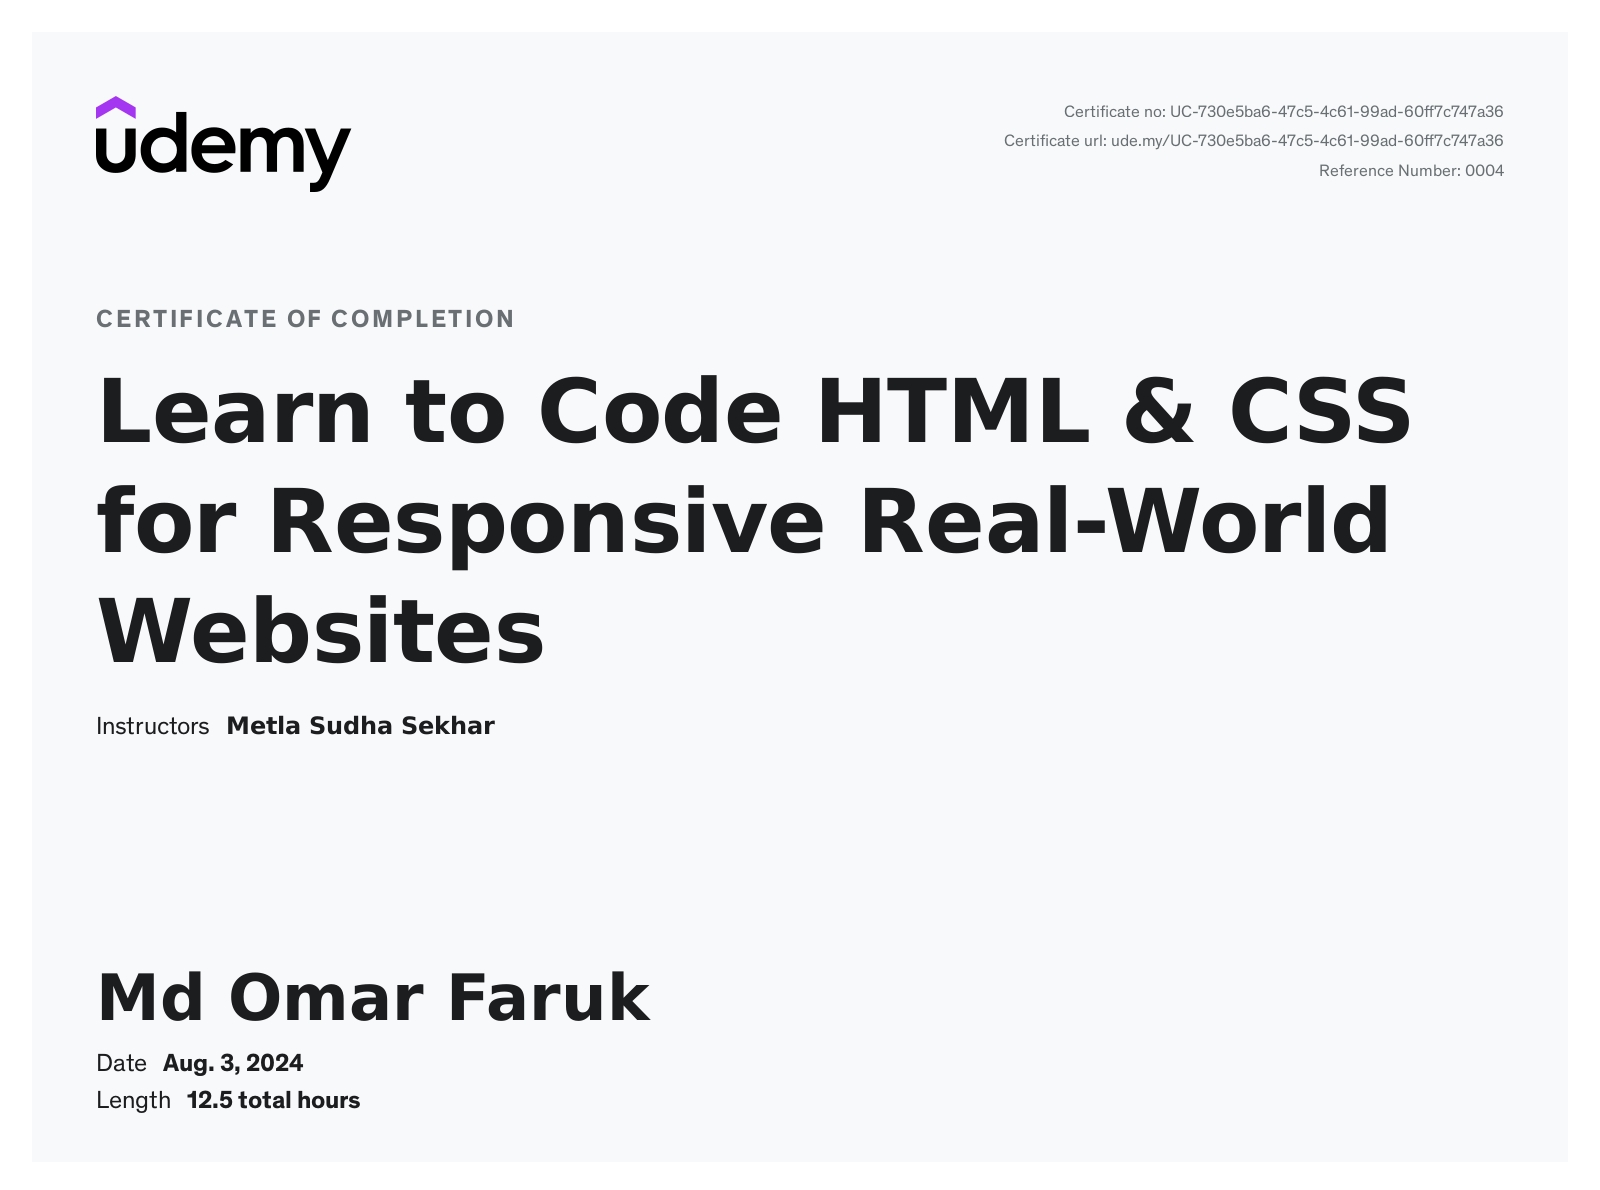 udemy
Certificate no: UC-730e5ba6-47c5-4c61-99ad-60ff7c747a36
Certificate url: ude.my/UC-730e5ba6-47c5-4c61-99ad-60ff7c747a36
Reference Number: 0004
CERTIFICATE OF COMPLETION
Learn to Code HTML & CSS
for Responsive Real-World
Websites
Instructors Metla Sudha Sekhar
Md Omar Faruk
Date Aug. 3, 2024
Length 12.5 total hours